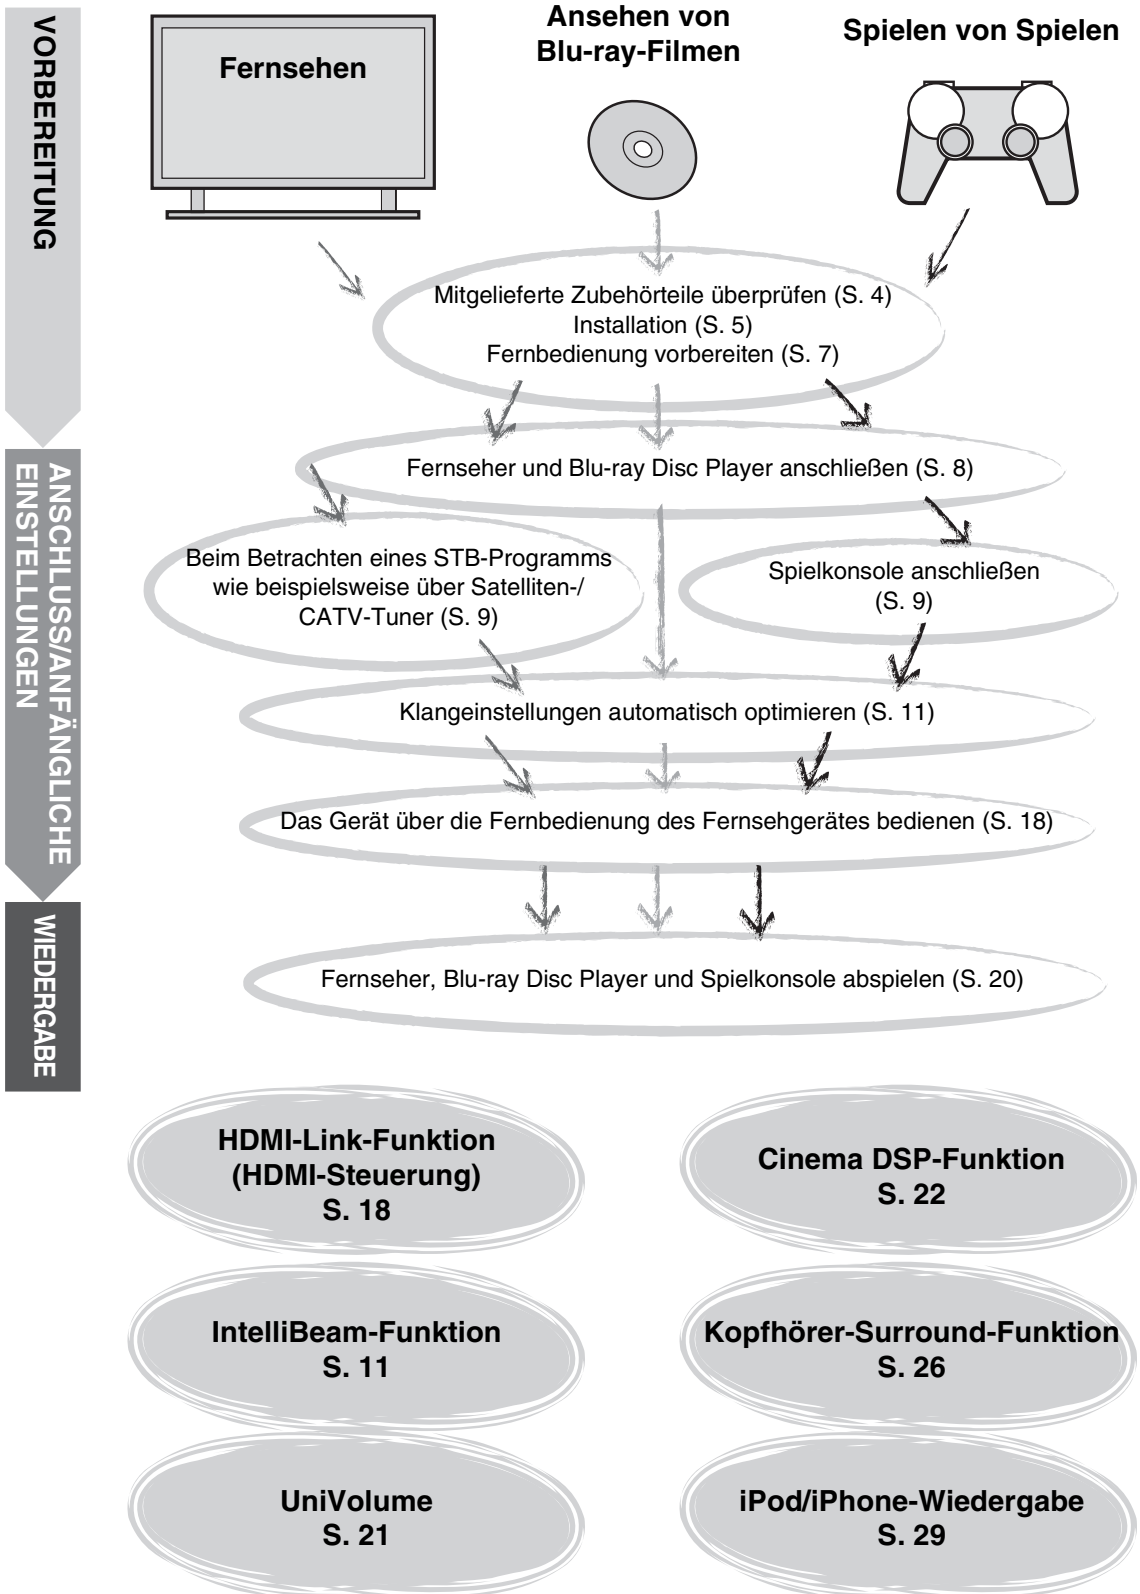 VORBEREITUNG
Fernsehen
Ansehen von
Blu-ray-Filmen
Spielen von Spielen
Mitgelieferte Zubehörteile überprüfen (S. 4)
Installation (S. 5)
Fernbedienung vorbereiten (S. 7)
ANSCHLUSS/ANFÄNGLICHE
EINSTELLUNGEN
Fernseher und Blu-ray Disc Player anschließen (S. 8)
Beim Betrachten eines STB-Programms
wie beispielsweise über Satelliten-/
CATV-Tuner (S. 9)
Spielkonsole anschließen
(S. 9)
Klangeinstellungen automatisch optimieren (S. 11)
Das Gerät über die Fernbedienung des Fernsehgerätes bedienen (S. 18)
WIEDERGABE
Fernseher, Blu-ray Disc Player und Spielkonsole abspielen (S. 20)
HDMI-Link-Funktion
(HDMI-Steuerung)
S. 18
Cinema DSP-Funktion
S. 22
IntelliBeam-Funktion
S. 11
Kopfhörer-Surround-Funktion
S. 26
UniVolume
S. 21
iPod/iPhone-Wiedergabe
S. 29